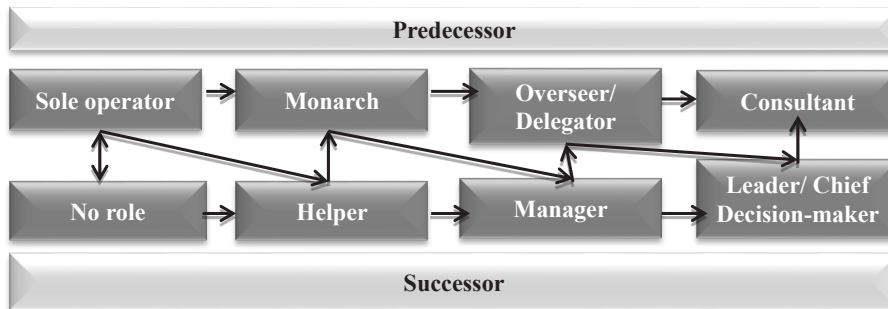 Predecessor
Sole operator
Monarch
Overseer/
Delegator
Consultant
No role
Helper
Manager
Leader/ Chief
Decision-maker
Successor